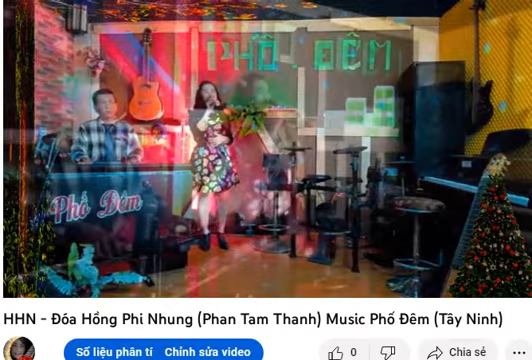 PHỐ ĐÊM
Phố Đêm
HHN - Đóa Hồng Phi Nhung (Phan Tam Thanh) Music Phố Đêm (Tây Ninh)
Số liệu phân tí Chỉnh sửa video 0 Chia sẻ